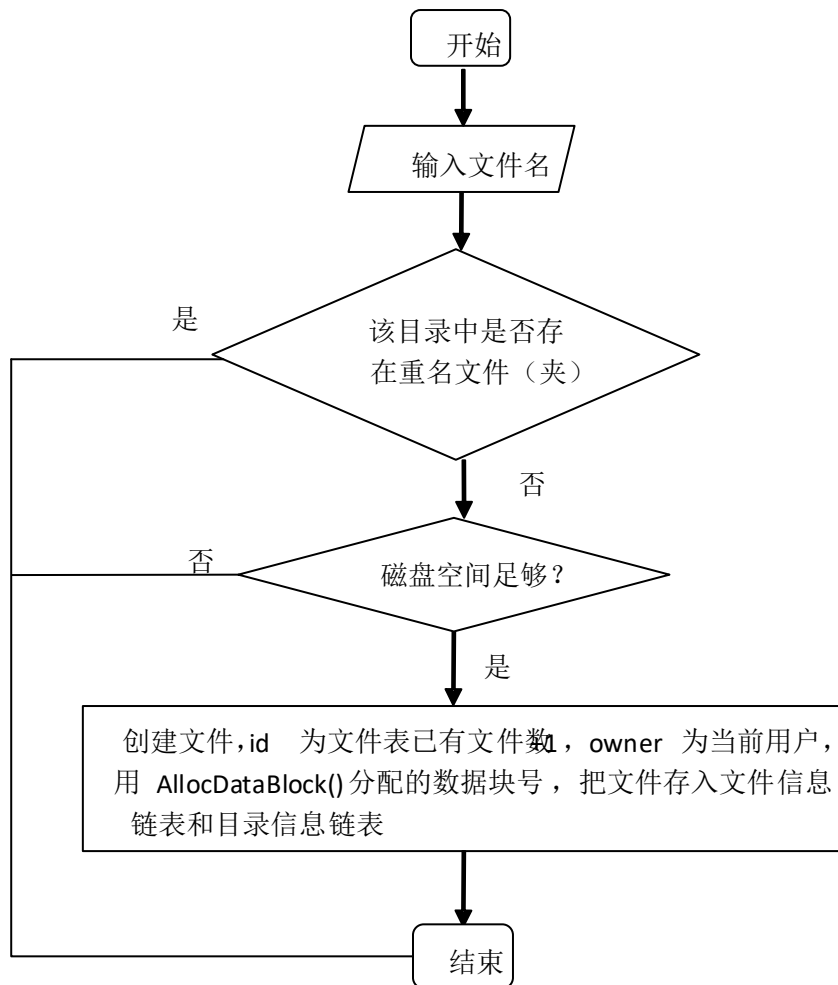 开始
输入文件名
是
该目录中是否存
在重名文件（夹）
否
否
磁盘空间足够？
是
创建文件，id 为文件表已有文件数+1，owner 为当前用户，
用 AllocDataBlock()分配的数据块号，把文件存入文件信息
链表和目录信息链表
结束